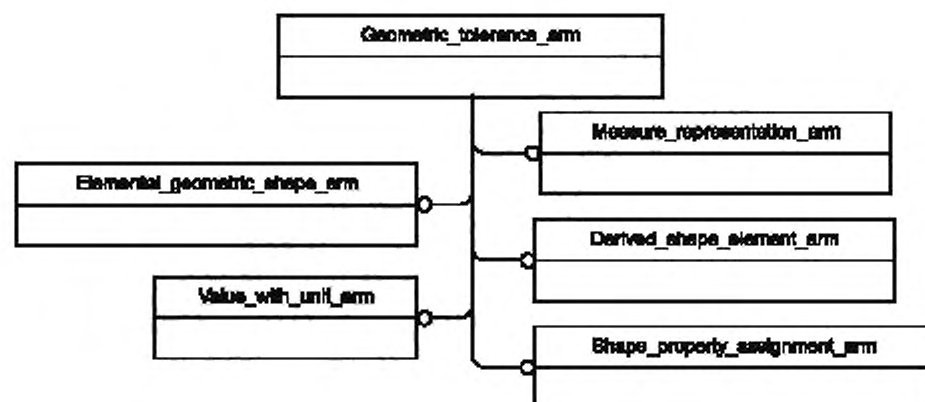 Geometric_tolerance_arm
Measure_representation_arm
Elemental_geometric_shape_arm
Derived_shape_element_arm
Value_with_unit_arm
Shape_property_assignment_arm